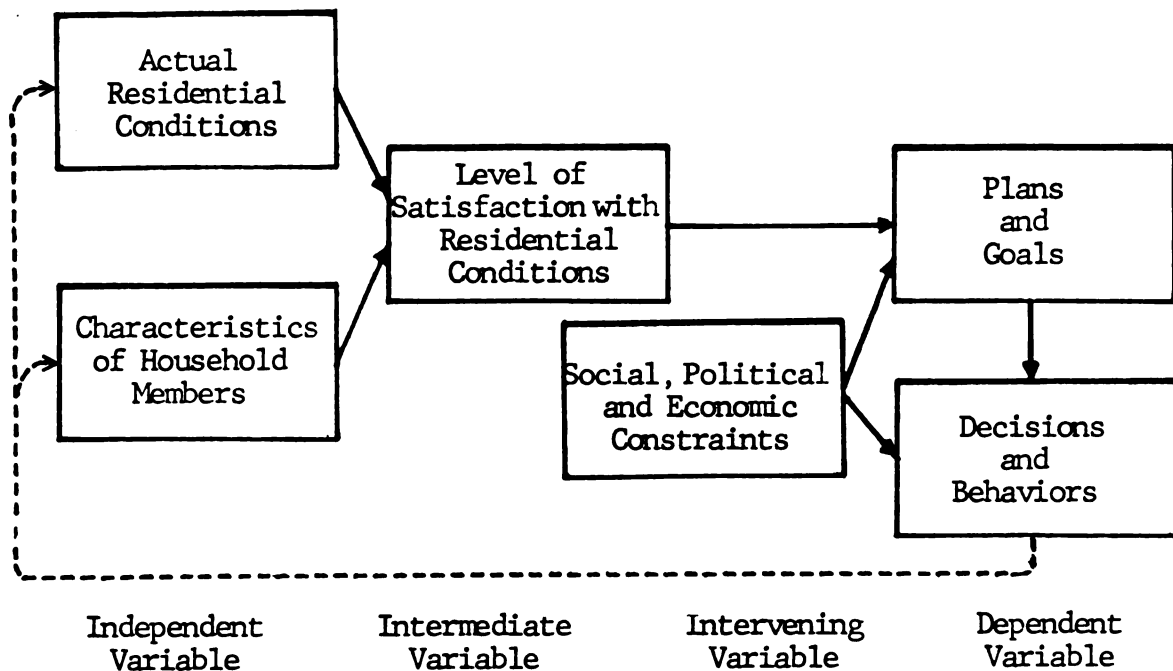 Actual
Residential
Conditions
Level of
Satisfaction with
Residential
Conditions
Plans
and
Goals
Characteristics
of Household
Members
Social, Political
and Economic
Constraints
Decisions
and
Behaviors
Independent
Variable
Intermediate
Variable
Intervening
Variable
Dependent
Variable